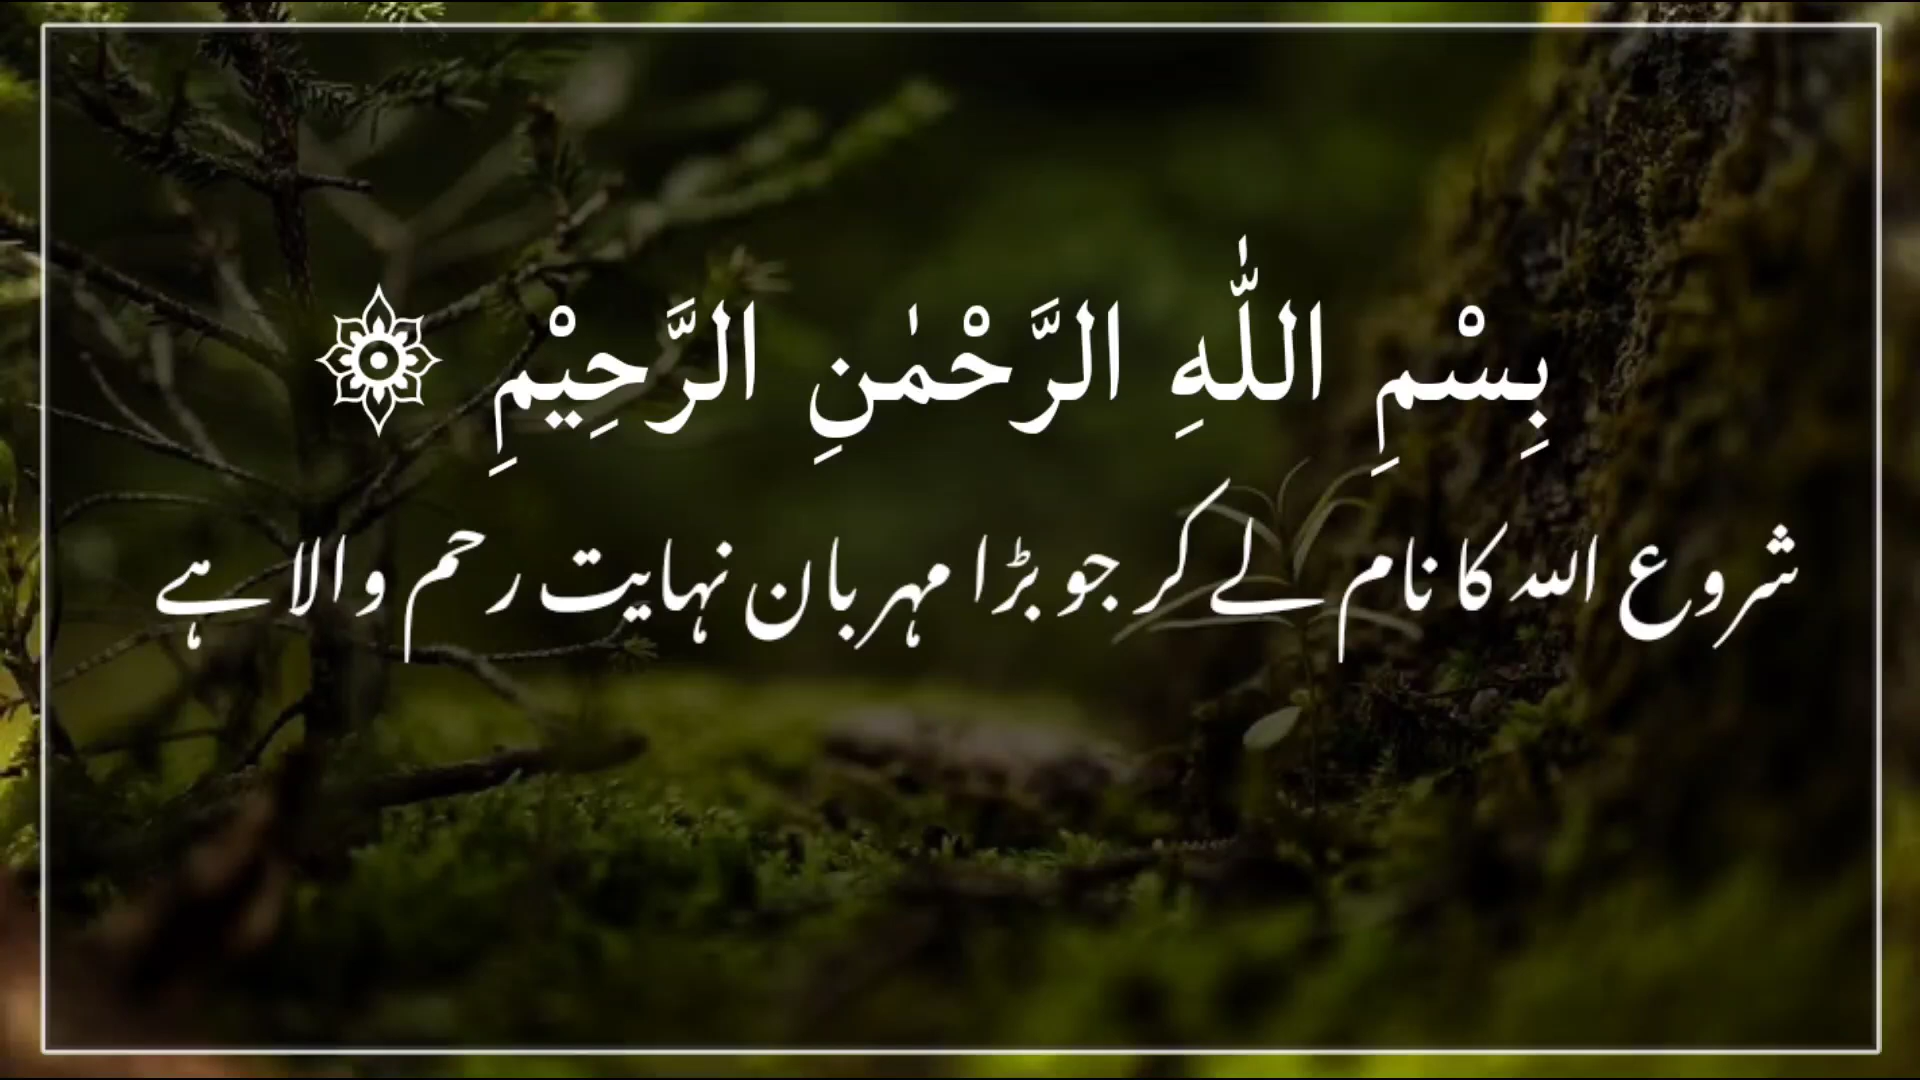 بِسْمِ اللّٰهِ الرَّحْمٰنِ الرَّحِيْمِ
شروع اللہ کا نام لے کر جو بڑا مہربان نہایت رحم والا ہے